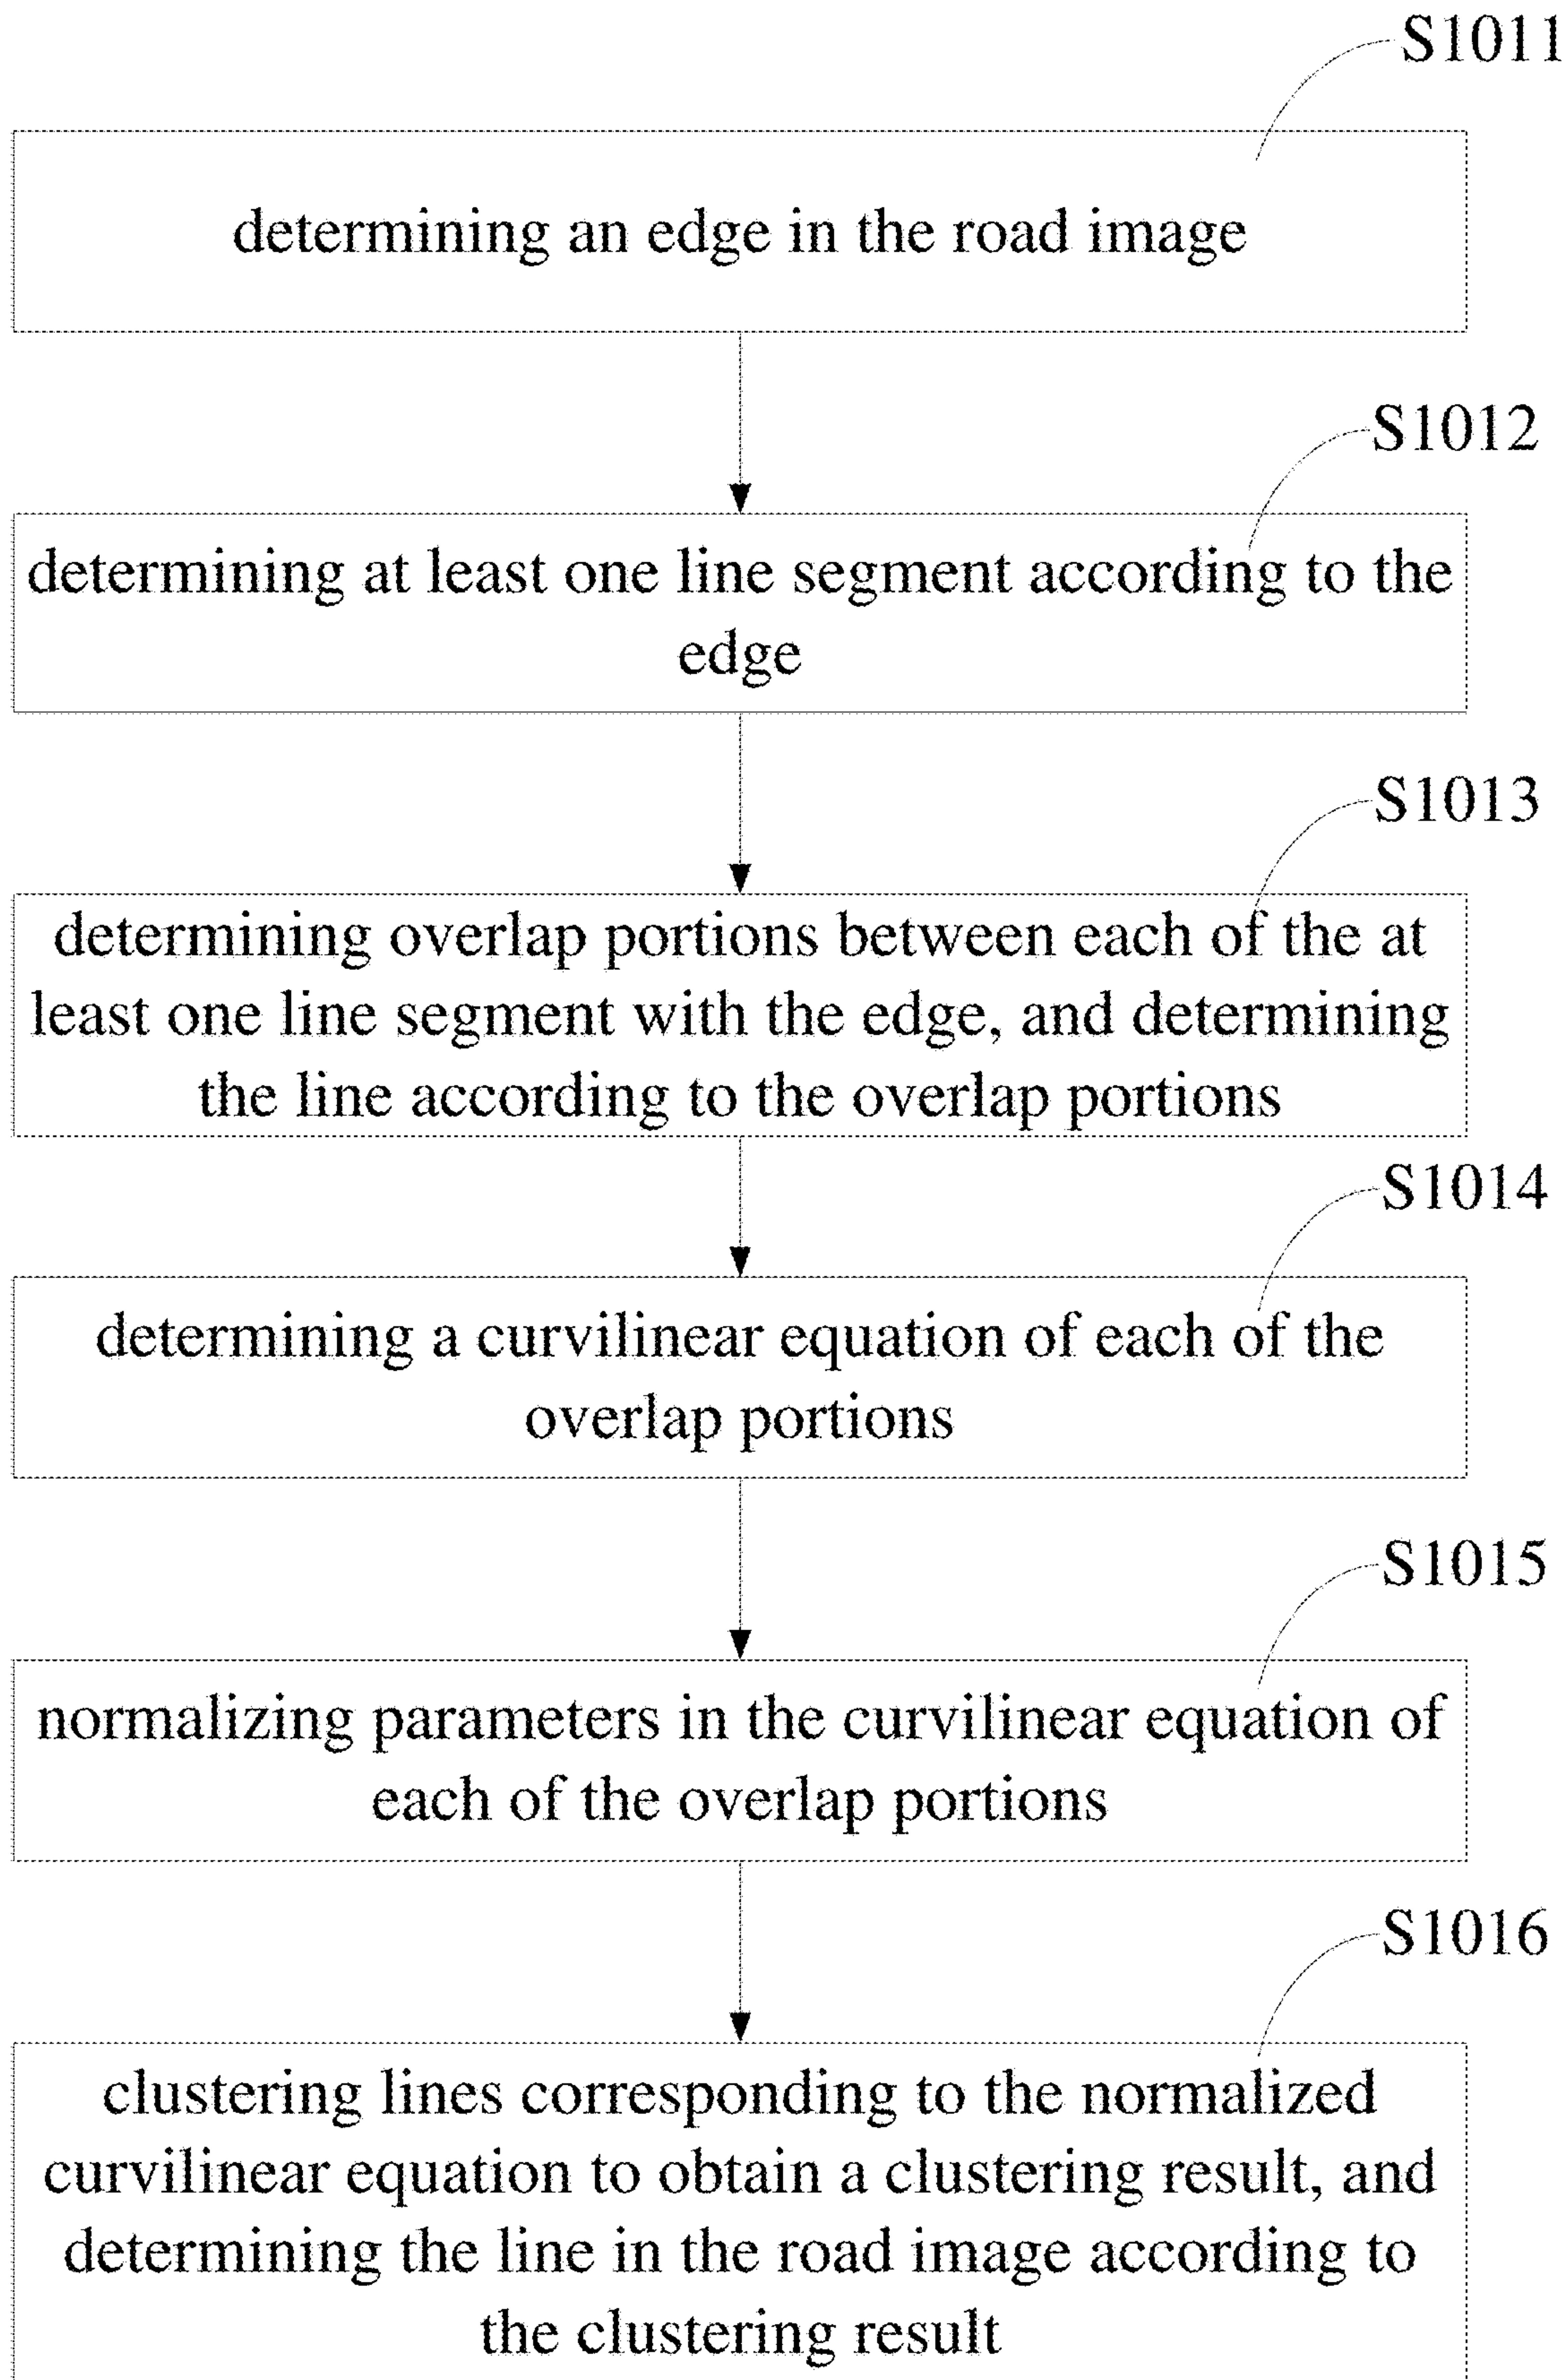 S1011
determining an edge in the road image
S1012
determining at least one line segment according to the
edge
S1013
determining overlap portions between each of the at
least one line segment with the edge, and determining
the line according to the overlap portions
S1014
determining a curvilinear equation of each of the
overlap portions
S1015
normalizing parameters in the curvilinear equation of
each of the overlap portions
S1016
clustering lines corresponding to the normalized
curvilinear equation to obtain a clustering result, and
determining the line in the road image according to
the clustering result